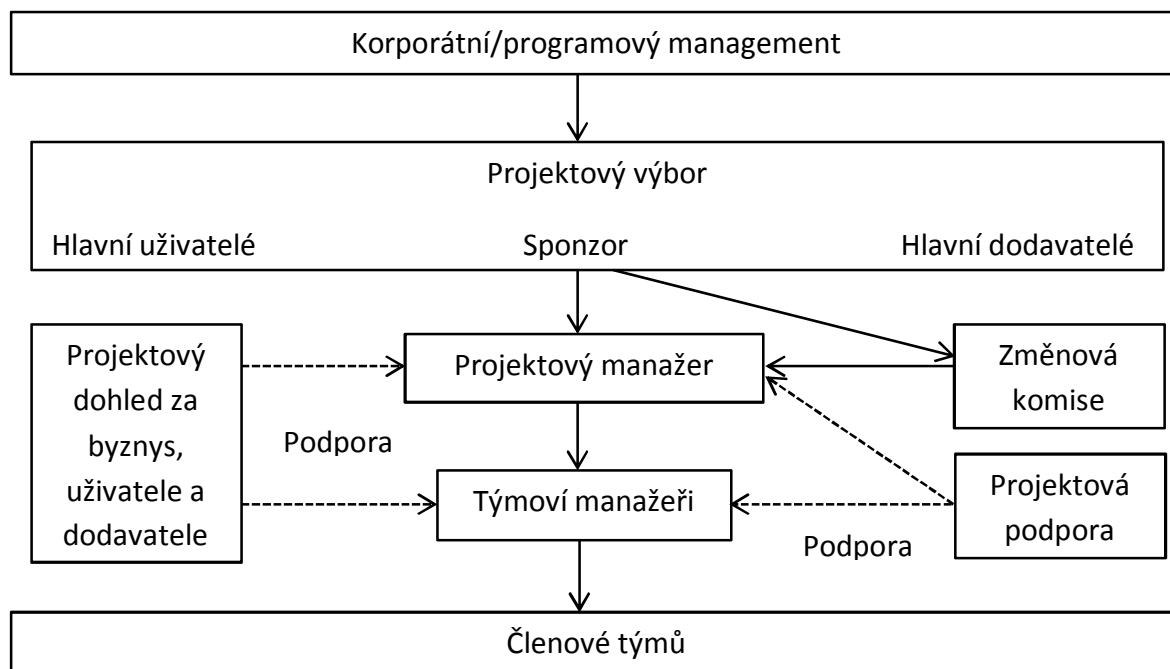 Korporátní/programový management
Projektový výbor
Hlavní uživatelé
Sponzor
Hlavní dodavatelé
Projektový
dohled za
byznys,
uživatele a
dodavatele
Projektový manažer
Změnová
komise
Podpora
Týmoví manažeři
Projektová
podpora
Podpora
Členové týmů